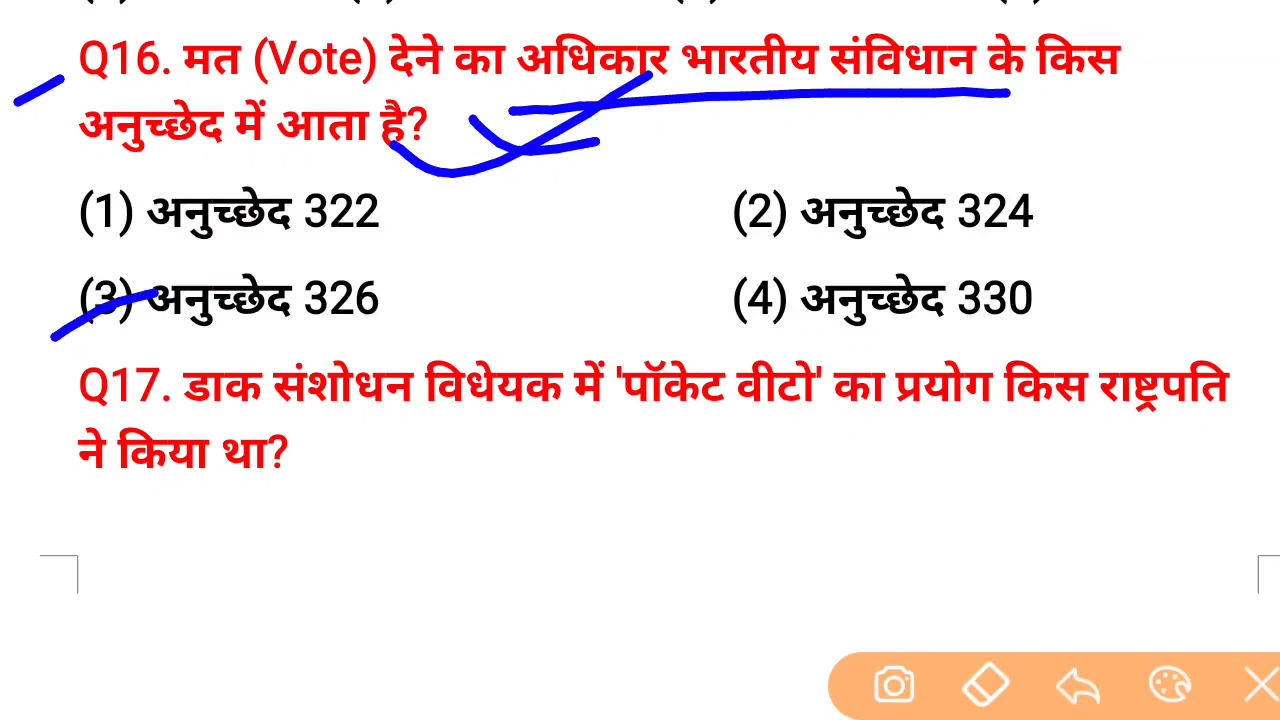 Q16. मत (Vote) देने का अधिकार भारतीय संविधान के किस
अनुच्छेद में आता है?
(1) अनुच्छेद 322 (2) अनुच्छेद 324
(3) अनुच्छेद 326 (4) अनुच्छेद 330
Q17. डाक संशोधन विधेयक में 'पॉकेट वीटो' का प्रयोग किस राष्ट्रपति
ने किया था?